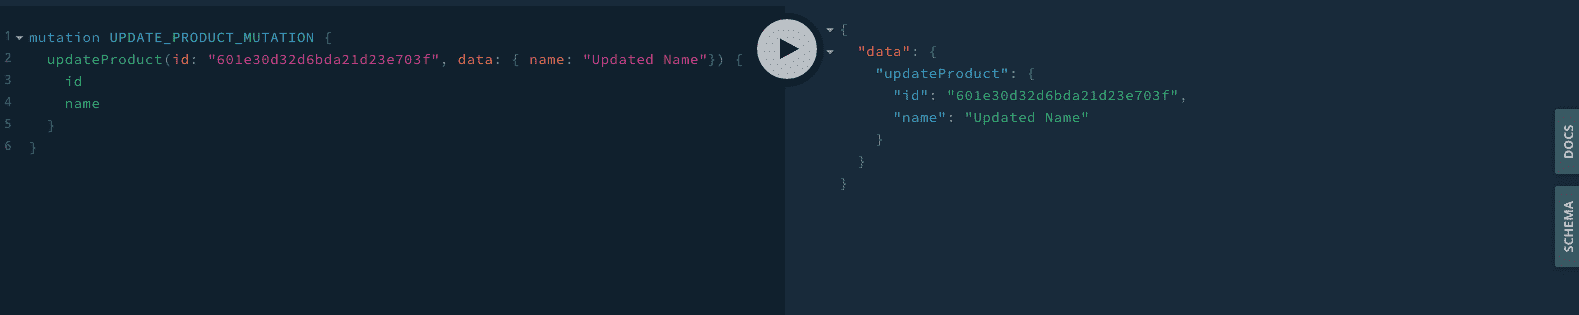 1 mutation UPDATE_PRODUCT_MUTATION {
2 updateProduct(id: "601e30d32d6bda21d23e703f", data: { name: "Updated Name"}) {
3 id
4 name
5 }
6 }
{
"data": {
"updateProduct": {
"id": "601e30d32d6bda21d23e703f",
"name": "Updated Name"
}
}
}
DOCS
SCHEMA